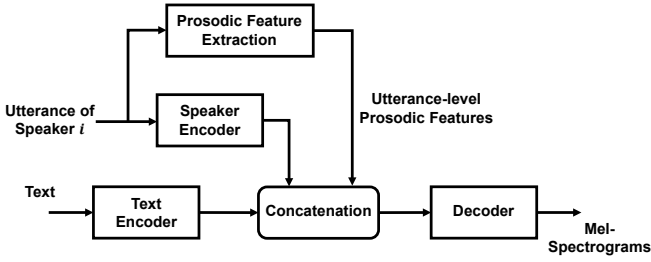 Prosodic Feature
Extraction
Utterance of
Speaker i
Speaker
Encoder
Utterance-level
Prosodic Features
Text
Text
Encoder
Concatenation
Decoder
Mel-
Spectrograms